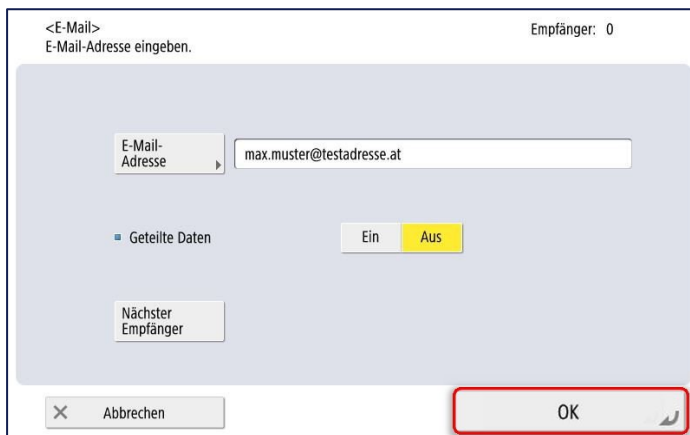 <E-Mail>
Empfänger: 0
E-Mail-Adresse eingeben.
E-Mail-
Adresse
max.muster@testadresse.at
Geteilte Daten
Ein
Aus
Nächster
Empfänger
Abbrechen
OK